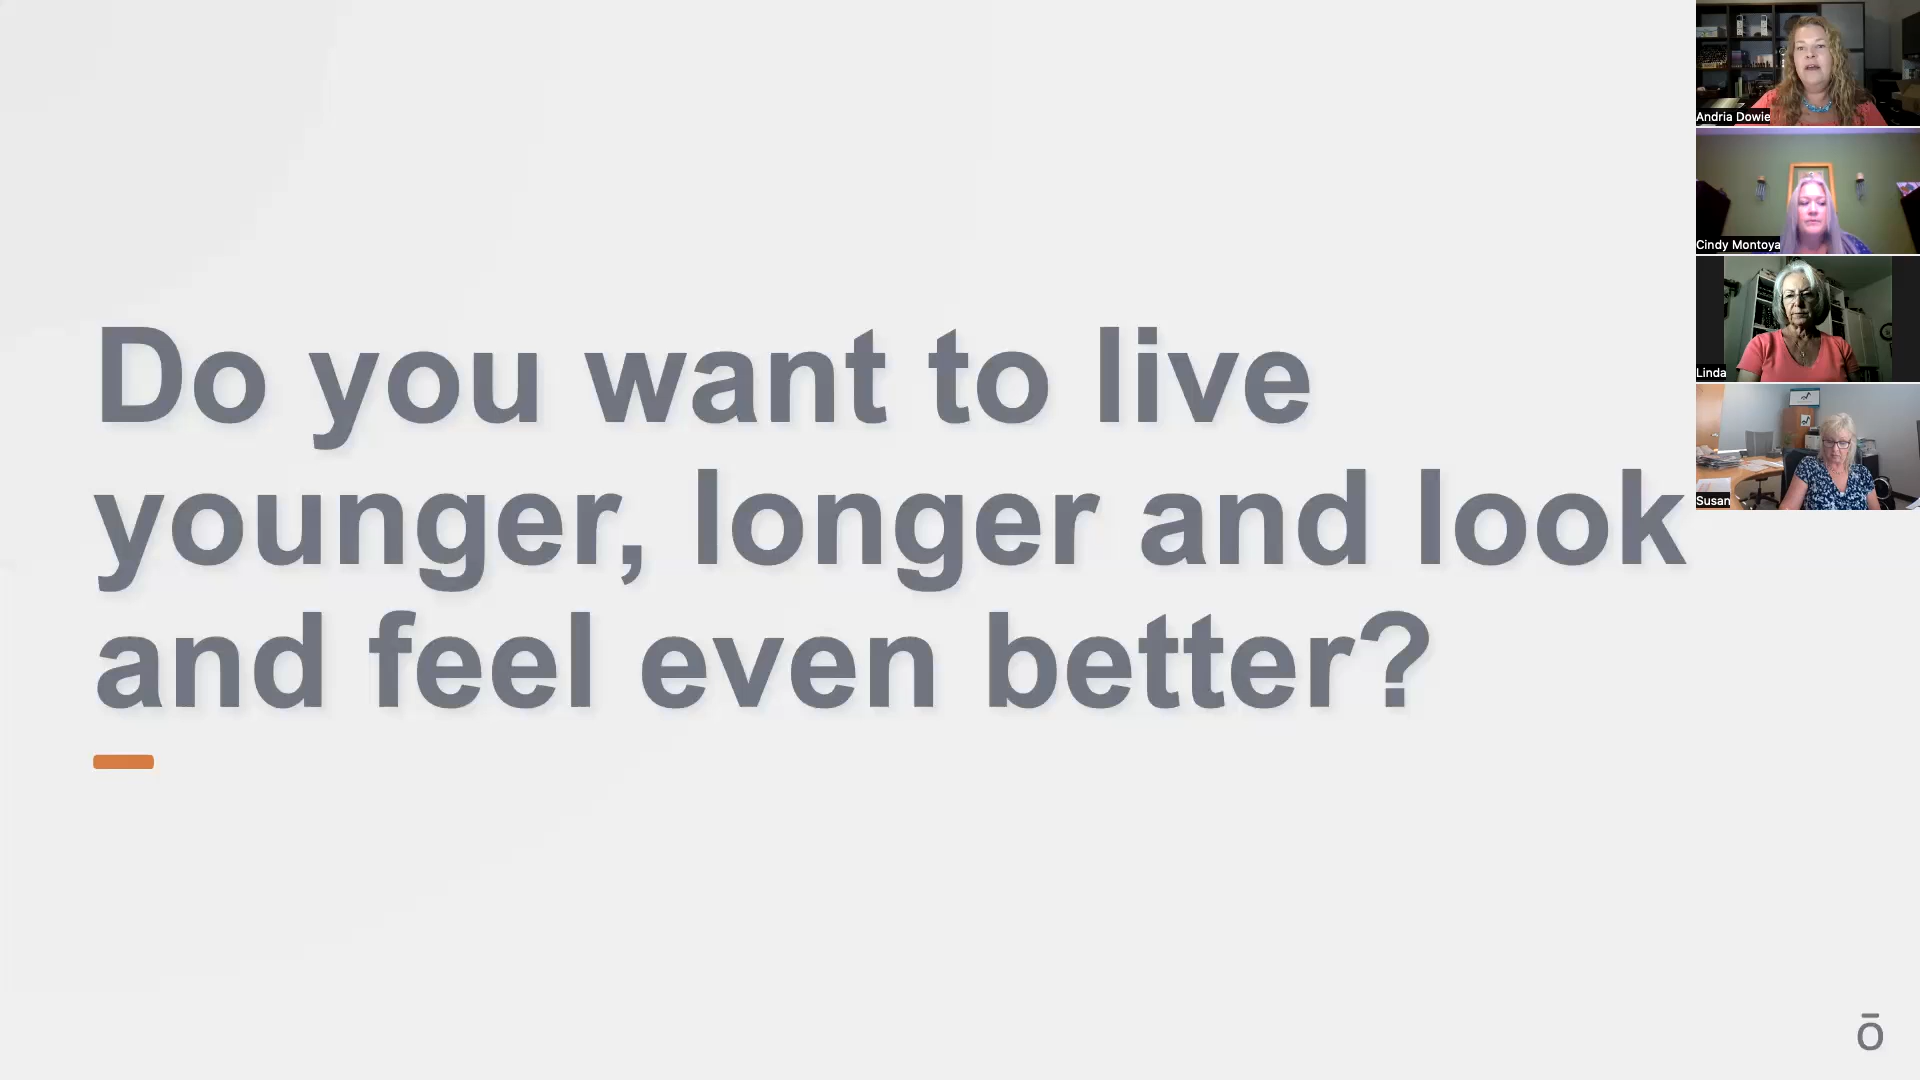 Do you want to live
younger, longer and look
and feel even better?
ō
Andria Dowie
Cindy Montoya
Linda
Susan